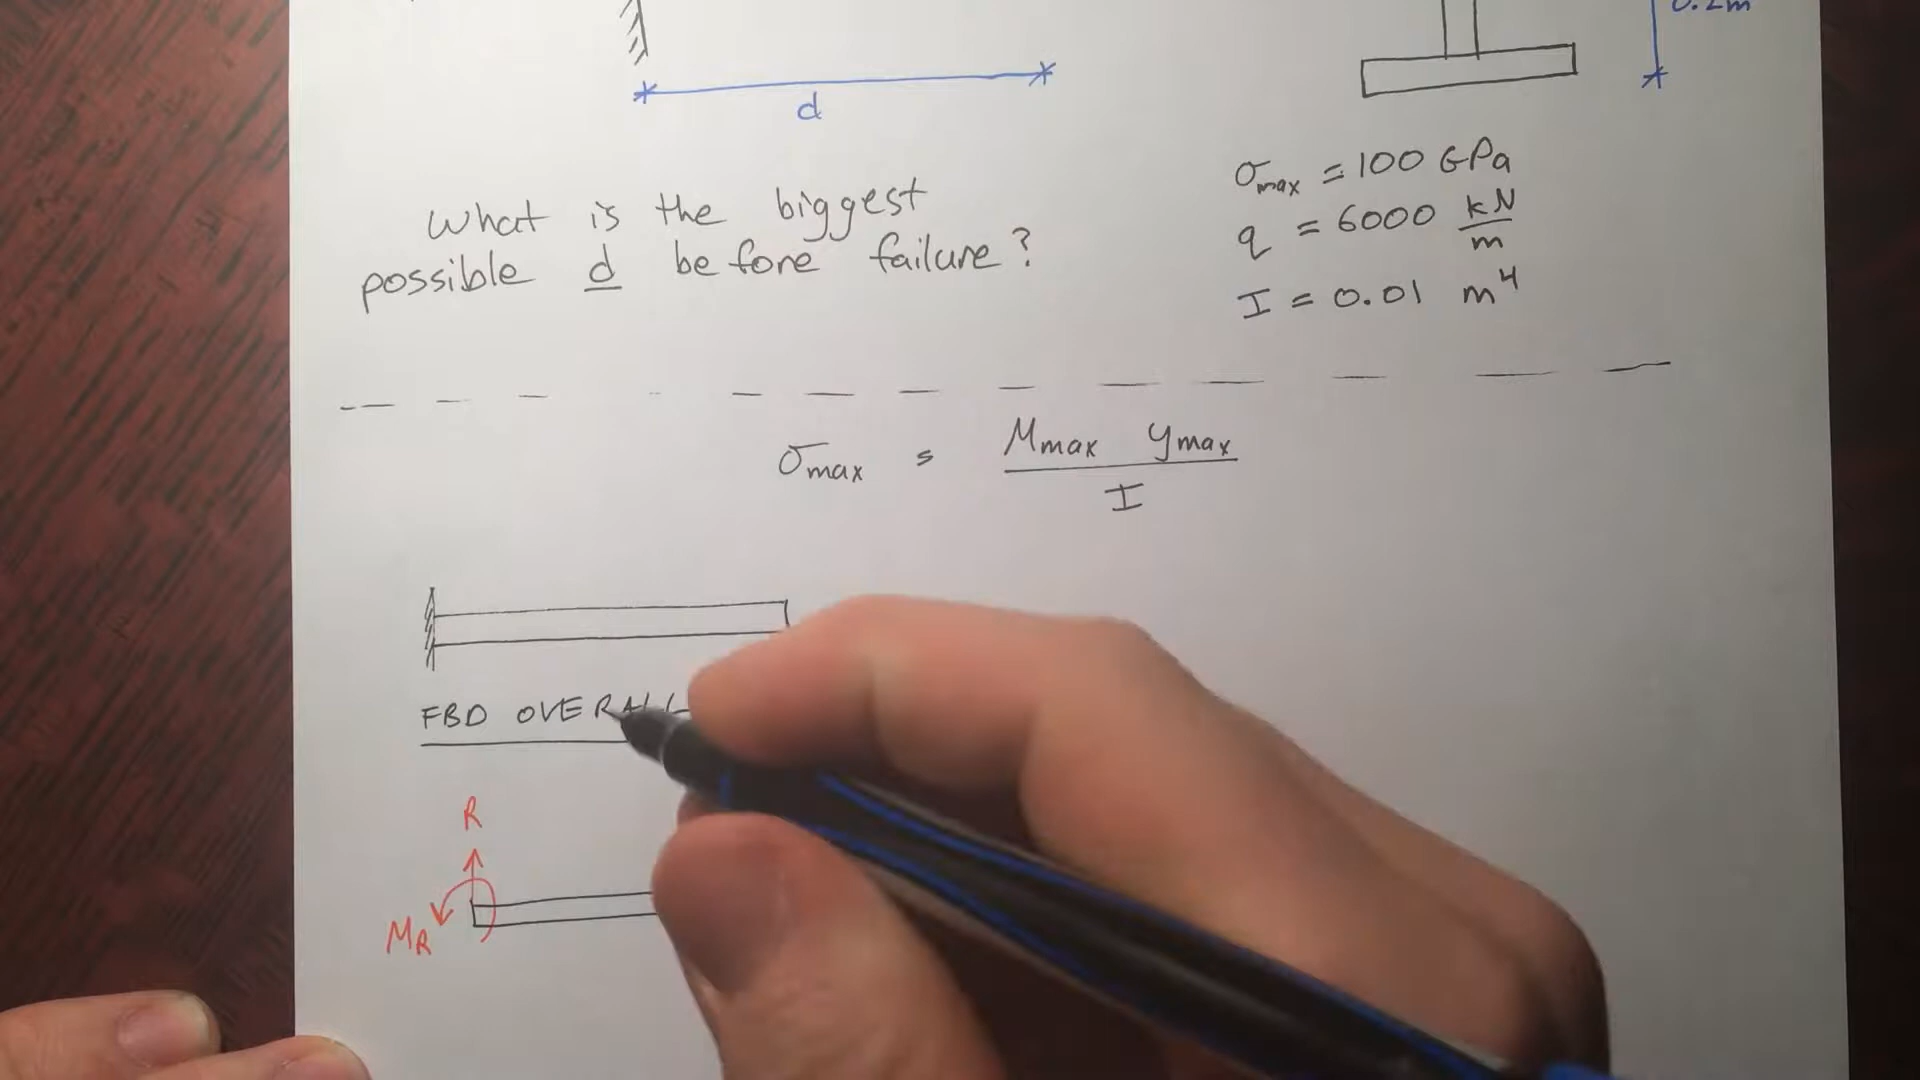 0.2m
d
What is the biggest
possible d before failure?
σmax = 100 GPa
q = 6000 kN/m
I = 0.01 m⁴
σmax = Mmax ymax / I
FBD OVERALL
R
MR